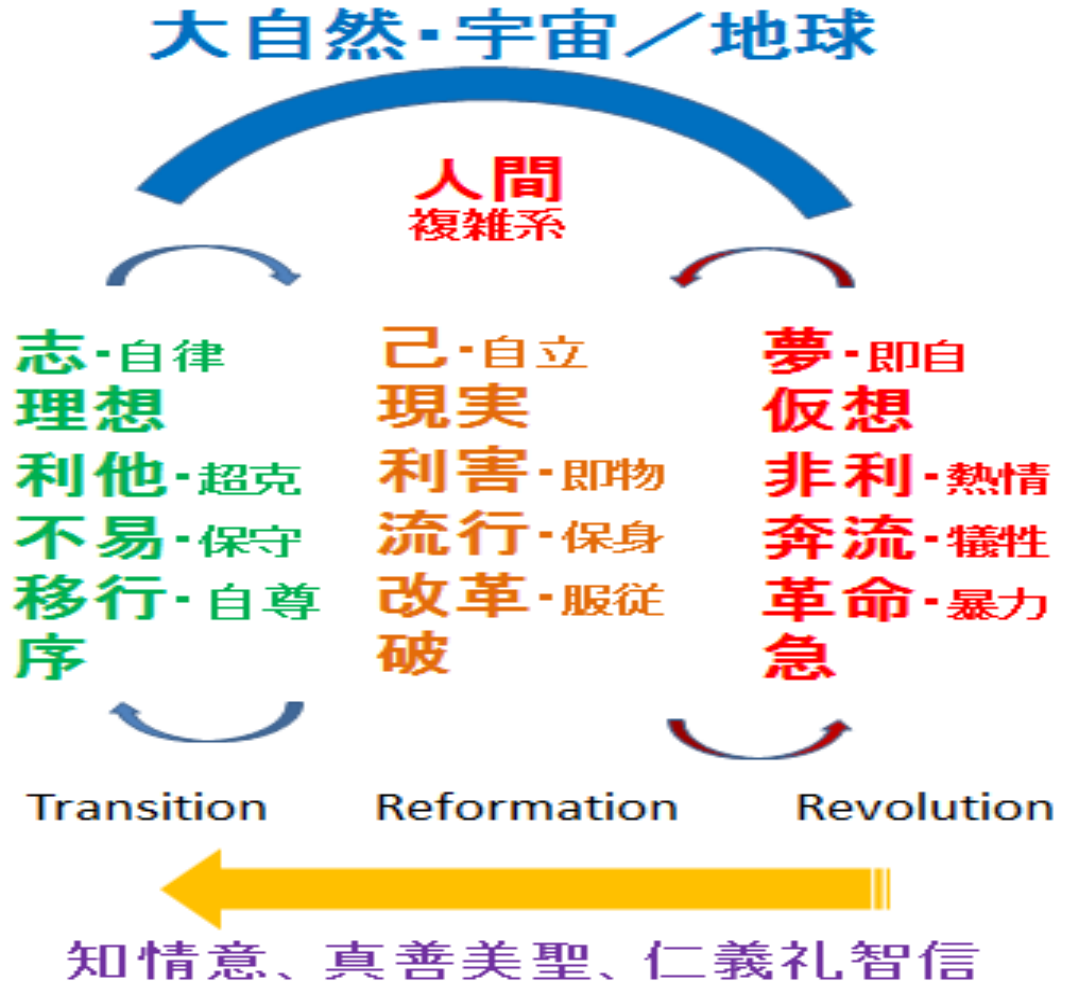 大自然・宇宙／地球
人間
複雑系
志・自律
理想
利他・超克
不易・保守
移行・自尊
序
己・自立
現実
利害・即物
流行・保身
改革・服従
破
夢・即自
仮想
非利・熱情
奔流・犠牲
革命・暴力
急
Transition
Reformation
Revolution
知情意、真善美聖、仁義礼智信